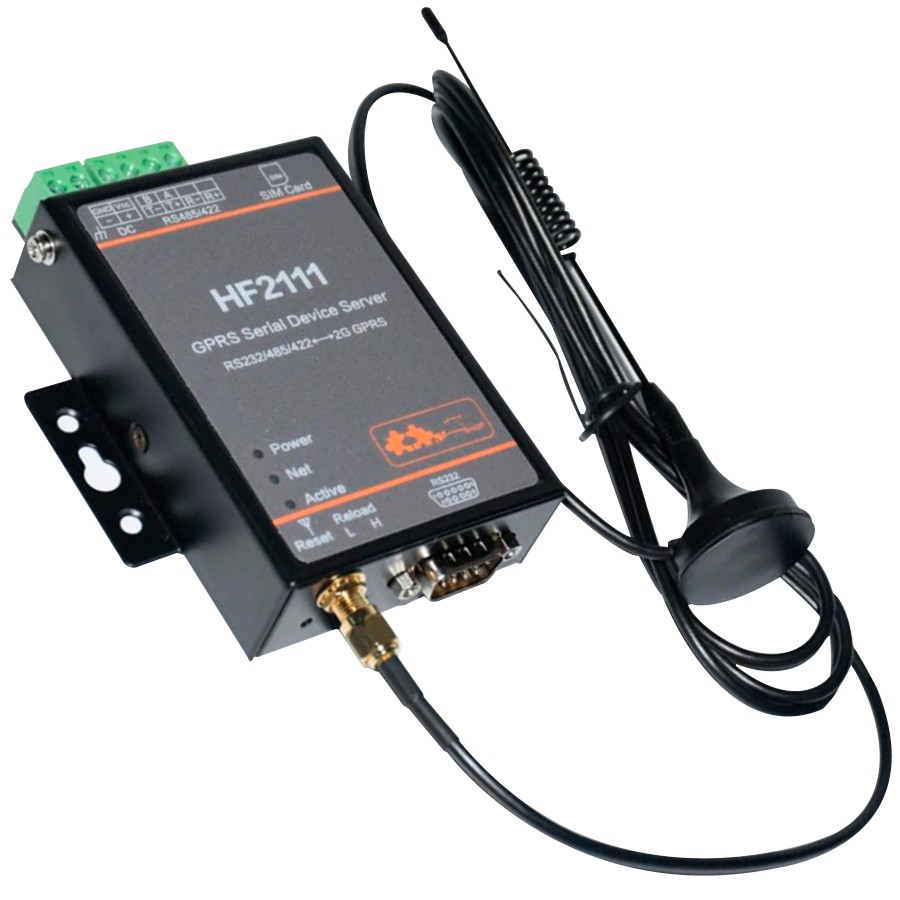 GND Vcc
- +
DC
B A
T- T+ R- R+
RS485/422
SIM
SIM Card
HF2111
GPRS Serial Device Server
RS232/485/422⟷2G GPRS
Power
Net
Active
RS232
Reload
Reset L H